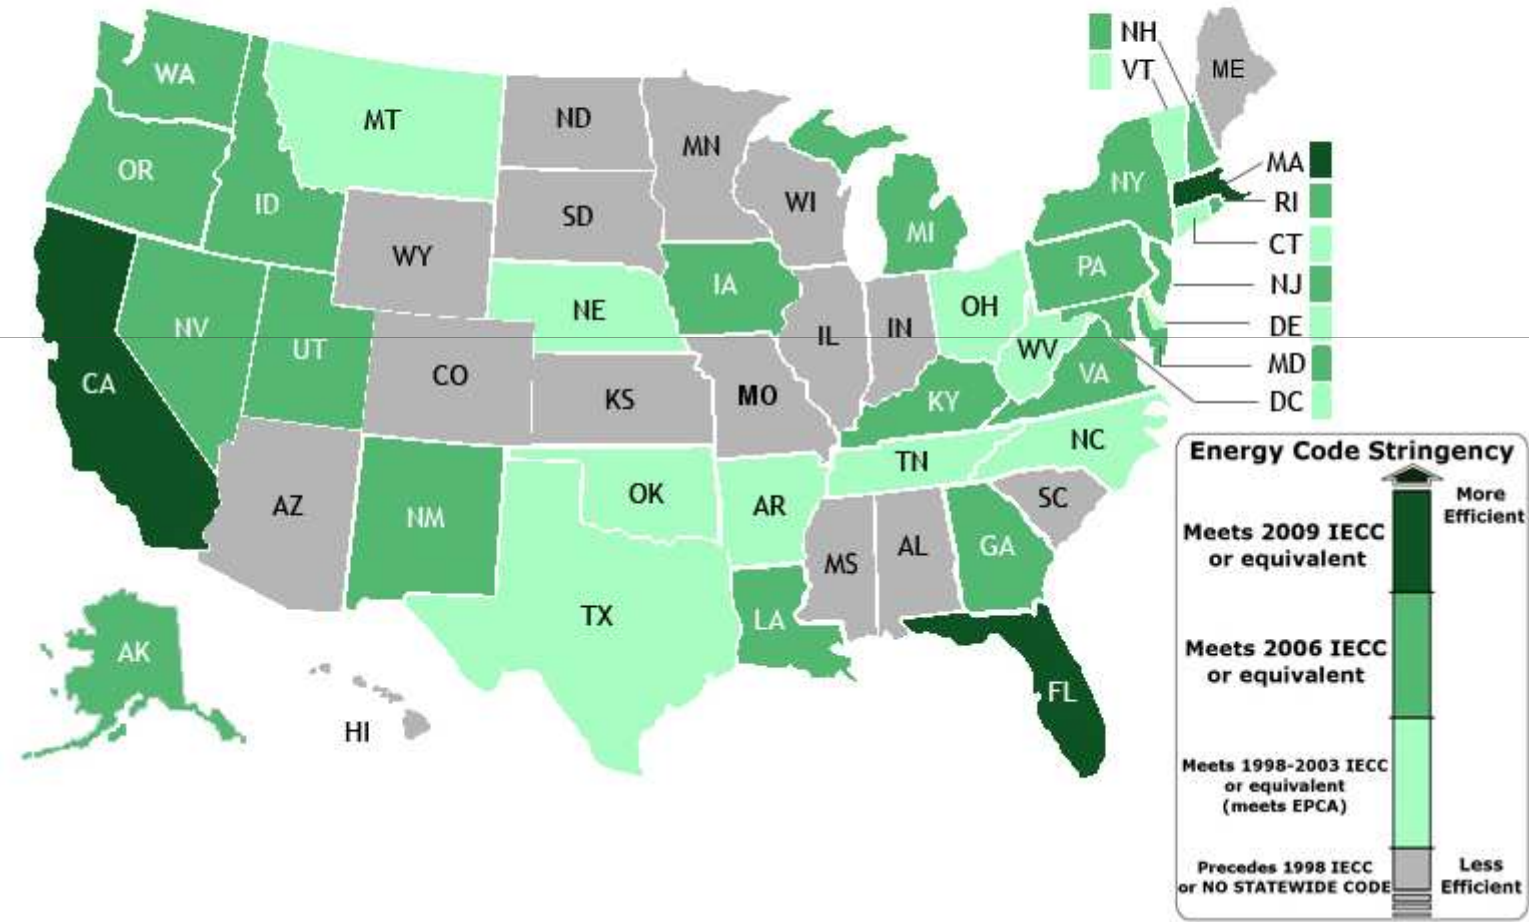 NH
VT
ME
WA
MT
ND
MN
OR
ID
SD
WI
MI
NY
MA
RI
CT
NJ
DE
MD
DC
WY
IA
NE
PA
OH
NV
UT
CO
IL
IN
WV
VA
CA
KS
MO
KY
NC
TN
AZ
NM
OK
AR
SC
MS
AL
GA
TX
LA
AK
HI
FL
Energy Code Stringency
More
Efficient
Meets 2009 IECC
or equivalent
Meets 2006 IECC
or equivalent
Meets 1998-2003 IECC
or equivalent
(meets EPCA)
Precedes 1998 IECC
or NO STATEWIDE CODE
Less
Efficient